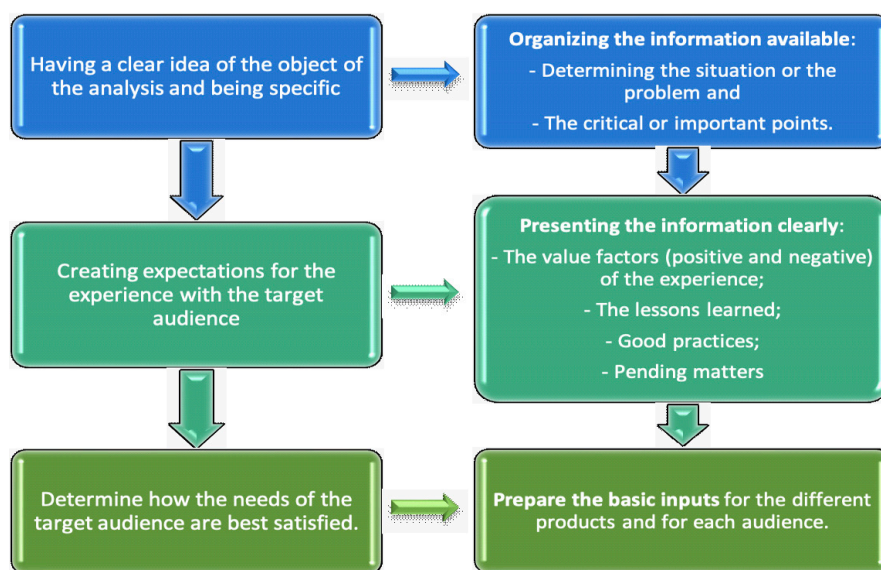 Having a clear idea of the object of
the analysis and being specific
Organizing the information available:
- Determining the situation or the
problem and
- The critical or important points.
Creating expectations for the
experience with the target
audience
Presenting the information clearly:
- The value factors (positive and negative)
of the experience;
- The lessons learned;
- Good practices;
- Pending matters
Determine how the needs of the
target audience are best satisfied.
Prepare the basic inputs for the different
products and for each audience.